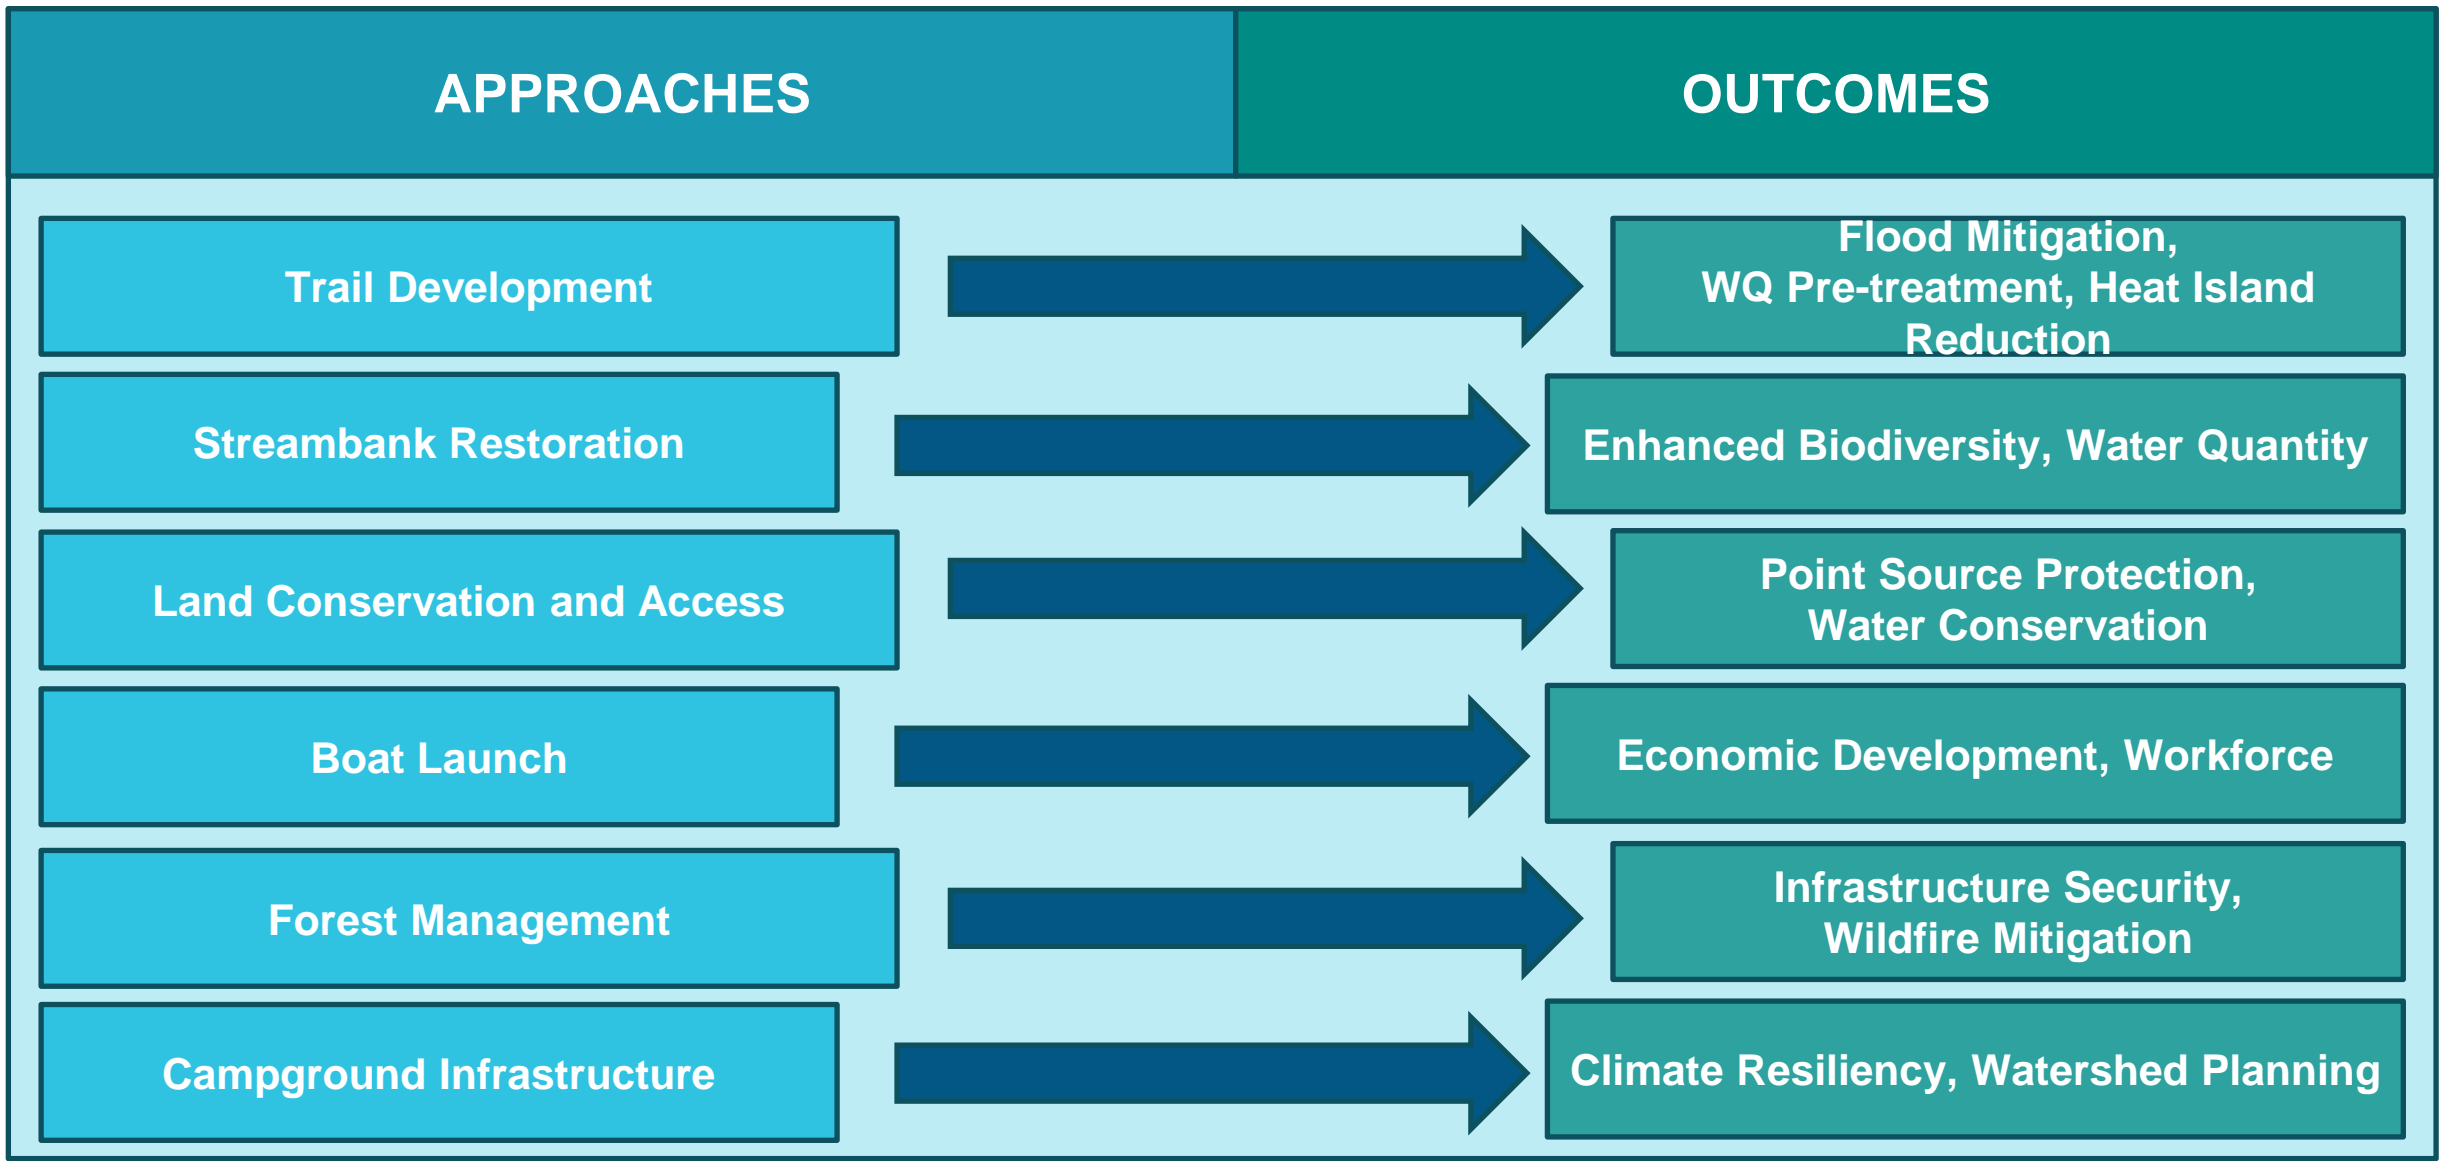 APPROACHES
OUTCOMES
Trail Development
Flood Mitigation,
WQ Pre-treatment, Heat Island
Reduction
Streambank Restoration
Enhanced Biodiversity, Water Quantity
Land Conservation and Access
Point Source Protection,
Water Conservation
Boat Launch
Economic Development, Workforce
Forest Management
Infrastructure Security,
Wildfire Mitigation
Campground Infrastructure
Climate Resiliency, Watershed Planning